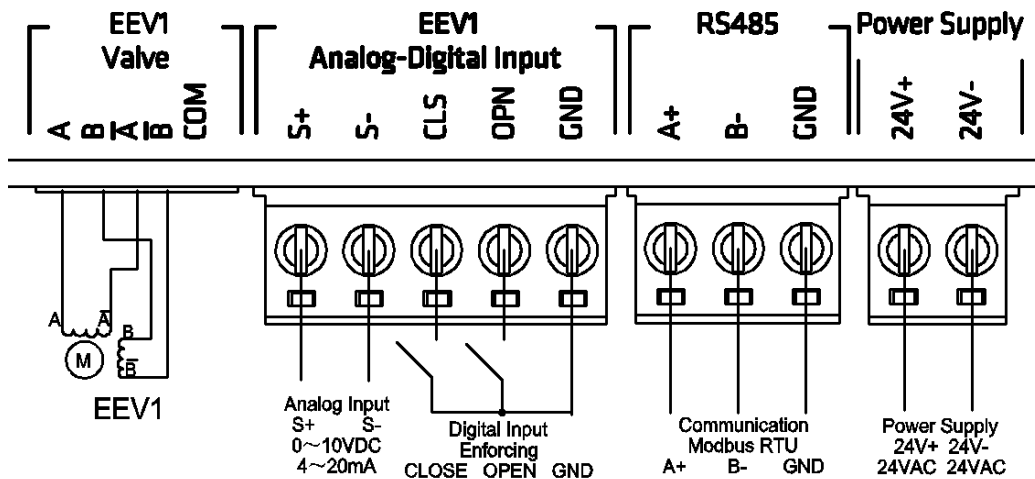 EEV1
Valve
EEV1
Analog-Digital Input
RS485
Power Supply
A
B
A̅
B̅
COM
S+
S-
CLS
OPN
GND
A+
B-
GND
24V+
24V-
A
A̅
B
B̅
M
EEV1
Analog Input
S+ S-
0～10VDC
4～20mA
Digital Input
Enforcing
CLOSE OPEN GND
Communication
Modbus RTU
A+ B- GND
Power Supply
24V+ 24V-
24VAC 24VAC